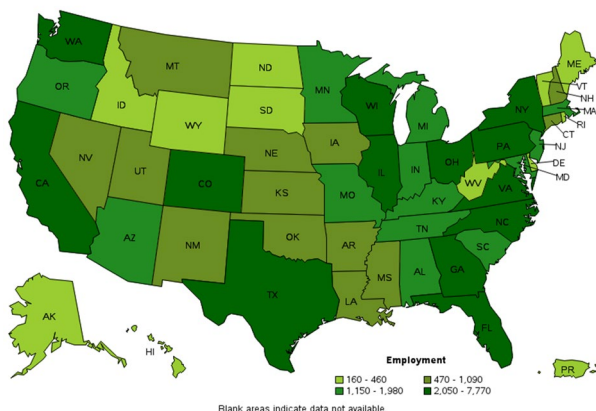 WA
OR
CA
NV
ID
MT
WY
UT
AZ
CO
NM
ND
SD
NE
KS
OK
TX
MN
IA
MO
AR
LA
WI
IL
MI
IN
OH
KY
TN
MS
AL
GA
FL
SC
NC
VA
WV
PA
NY
ME
VT
NH
MA
RI
CT
NJ
DE
MD
AK
HI
PR
Employment
160 - 460 470 - 1,090
1,150 - 1,980 2,050 - 7,770
Blank areas indicate data not available